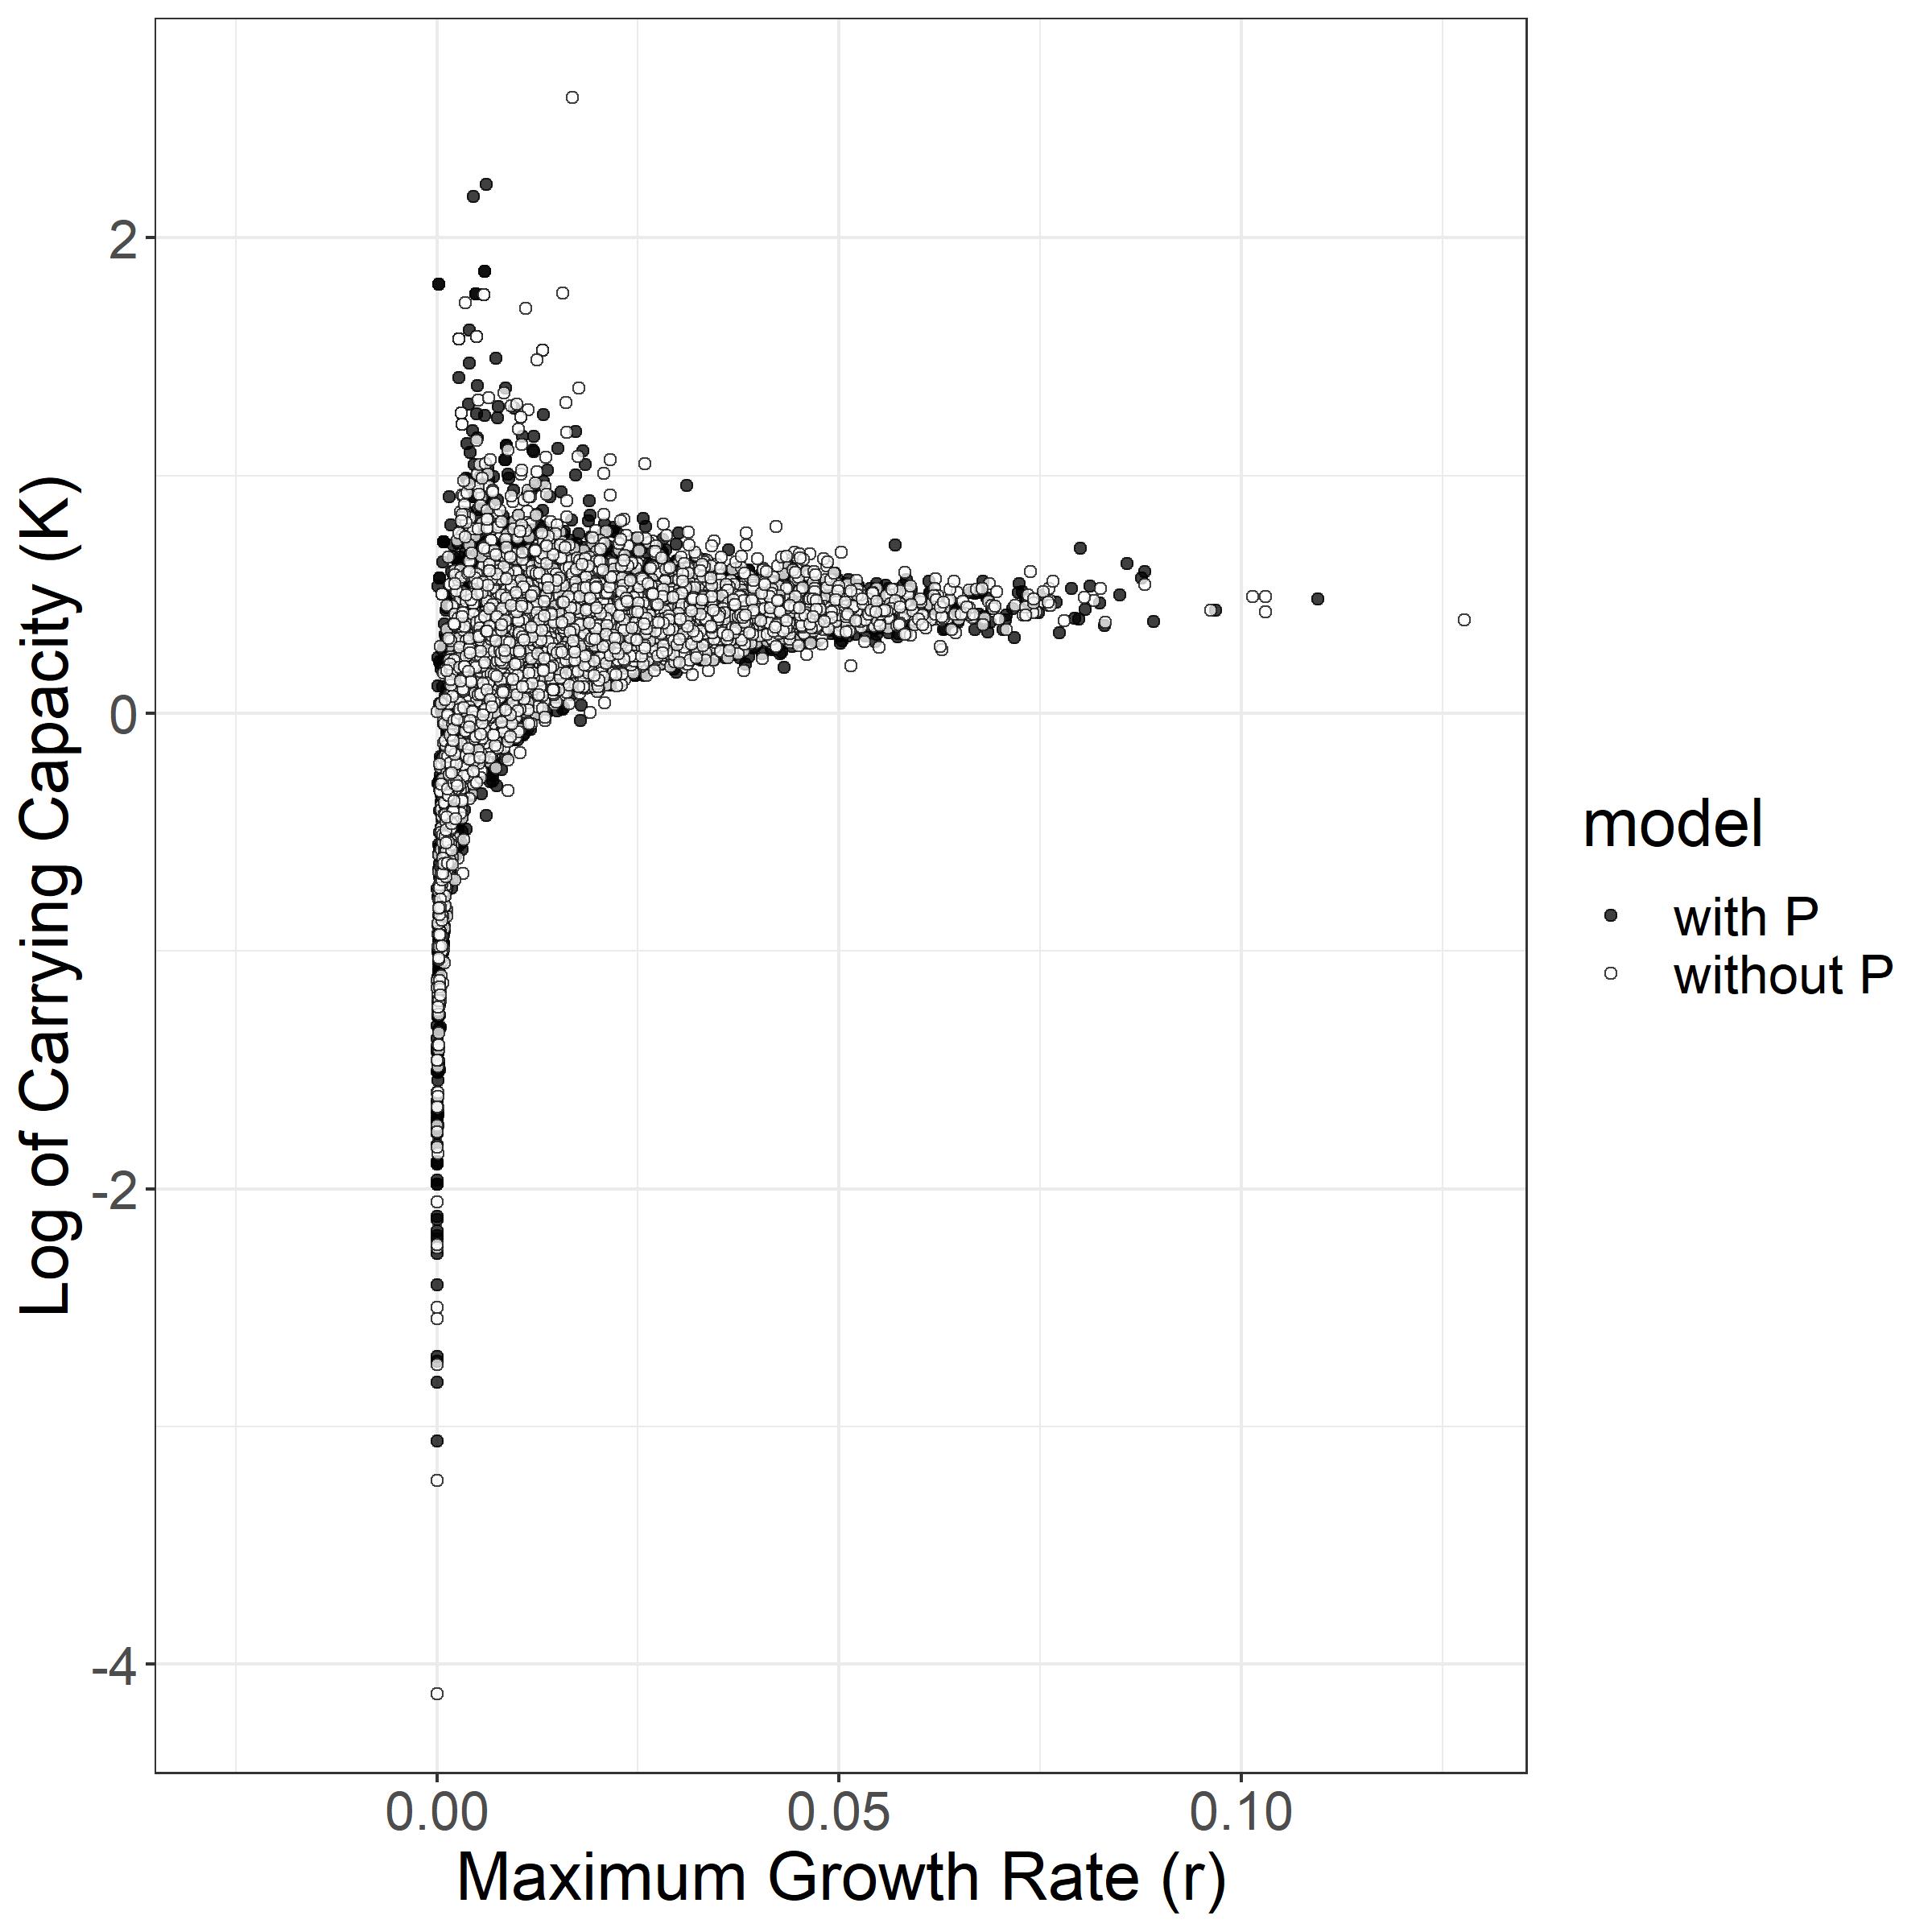 Log of Carrying Capacity (K)
2
0
-2
-4
0.00 0.05 0.10
Maximum Growth Rate (r)
model
with P
without P